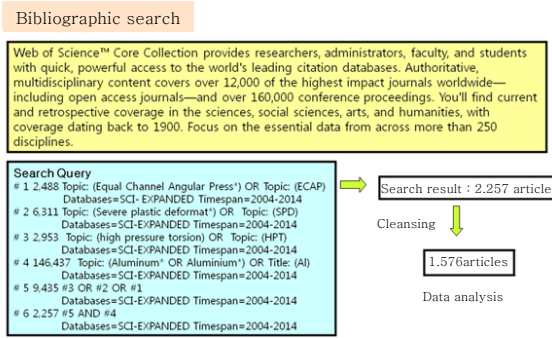 Bibliographic search
Web of Science™ Core Collection provides researchers, administrators, faculty, and students
with quick, powerful access to the world's leading citation databases. Authoritative,
multidisciplinary content covers over 12,000 of the highest impact journals worldwide—
including open access journals—and over 160,000 conference proceedings. You'll find current
and retrospective coverage in the sciences, social sciences, arts, and humanities, with
coverage dating back to 1900. Focus on the essential data from across more than 250
disciplines.
Search Query
# 1 2,488 Topic: (Equal Channel Angular Press*) OR Topic: (ECAP)
Databases=SCI- EXPANDED Timespan=2004-2014
# 2 6,311 Topic: (Severe plastic deformat*) OR Topic: (SPD)
Databases=SCI-EXPANDED Timespan=2004-2014
# 3 2,953 Topic: (high pressure torsion) OR Topic: (HPT)
Databases=SCI-EXPANDED Timespan=2004-2014
# 4 146,437 Topic: (Aluminum* OR Aluminium*) OR Title: (Al)
Databases=SCI-EXPANDED Timespan=2004-2014
# 5 9,435 #3 OR #2 OR #1
Databases=SCI-EXPANDED Timespan=2004-2014
# 6 2,257 #5 AND #4
Databases=SCI-EXPANDED Timespan=2004-2014
Search result : 2.257 article
Cleansing
1.576articles
Data analysis